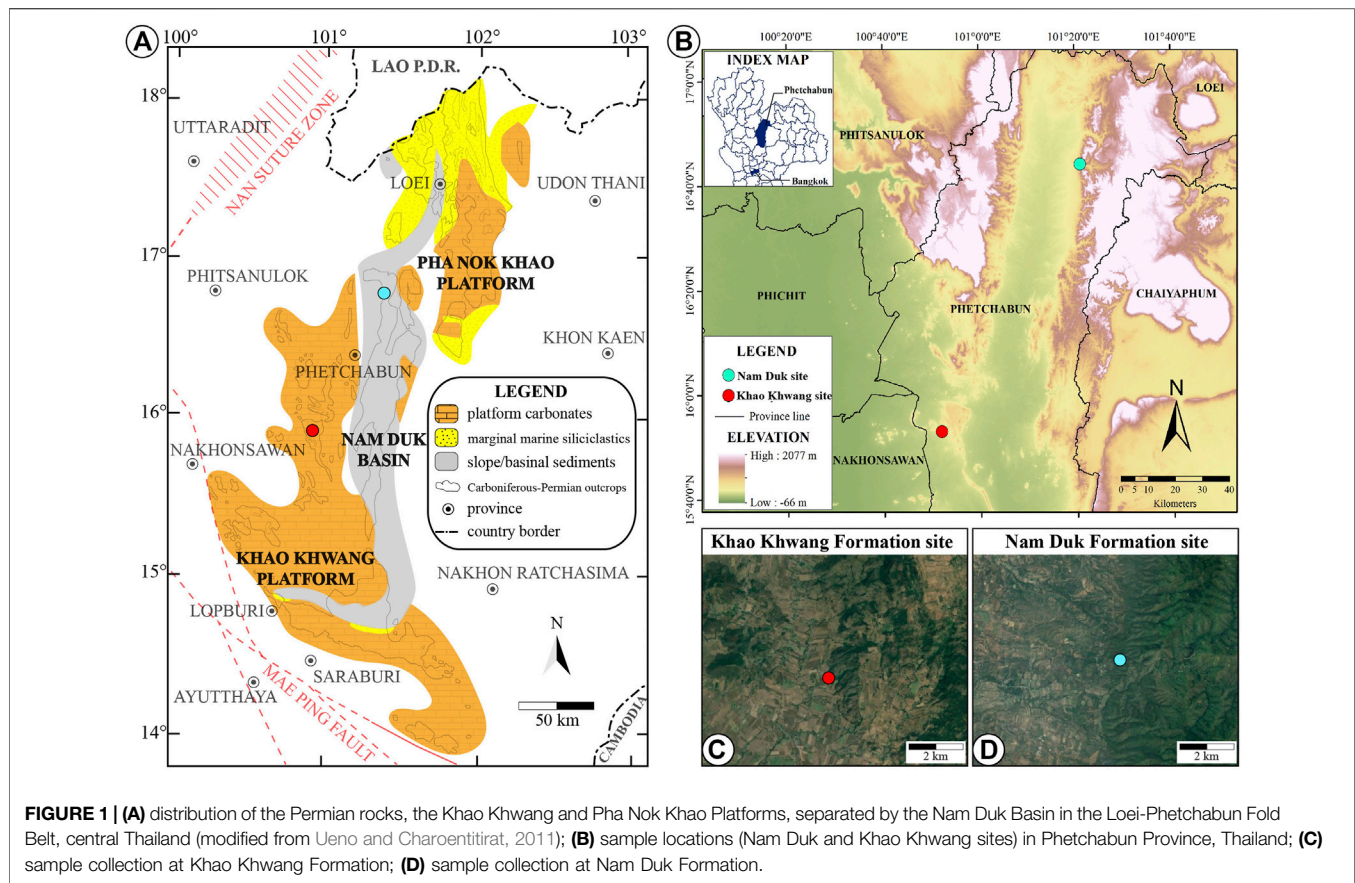 A
100°
101°
102°
103°
LAO P.D.R.
18°
UTTARADIT
NAN SUTURE ZONE
LOEI
UDON THANI
17°
PHITSANULOK
PHA NOK KHAO
PLATFORM
KHON KAEN
PHETCHABUN
16°
NAKHONSAWAN
NAM DUK
BASIN
LEGEND
platform carbonates
marginal marine siliciclastics
slope/basinal sediments
Carboniferous-Permian outcrops
province
country border
KHAO KHWANG
PLATFORM
15°
NAKHON RATCHASIMA
LOPBURI
N
SARABURI
AYUTTHAYA
MAE PING FAULT
50 km
14°
CAMBODIA
B
100°20'0"E
100°40'0"E
101°0'0"E
101°20'0"E
101°40'0"E
17°0'0"N
16°40'0"N
16°20'0"N
16°0'0"N
15°40'0"N
INDEX MAP
Phetchabun
Bangkok
LOEI
PHITSANULOK
PHICHIT
PHETCHABUN
CHAIYAPHUM
NAKHONSAWAN
LEGEND
Nam Duk site
Khao Khwang site
Province line
ELEVATION
High : 2077 m
Low : -66 m
N
0 5 10 20 30 40
Kilometers
Khao Khwang Formation site
C
2 km
Nam Duk Formation site
D
2 km
FIGURE 1 | (A) distribution of the Permian rocks, the Khao Khwang and Pha Nok Khao Platforms, separated by the Nam Duk Basin in the Loei-Phetchabun Fold
Belt, central Thailand (modified from Ueno and Charoentitirat, 2011); (B) sample locations (Nam Duk and Khao Khwang sites) in Phetchabun Province, Thailand; (C)
sample collection at Khao Khwang Formation; (D) sample collection at Nam Duk Formation.